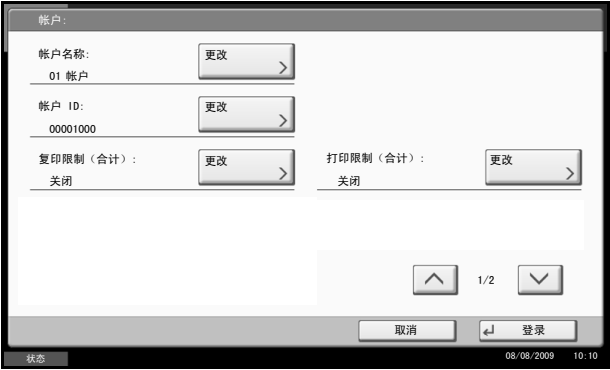 帐户:
帐户名称:
更改
01 帐户
帐户 ID:
更改
00001000
复印限制（合计）:
更改
关闭
打印限制（合计）:
更改
关闭
1/2
取消
登录
状态
08/08/2009 10:10